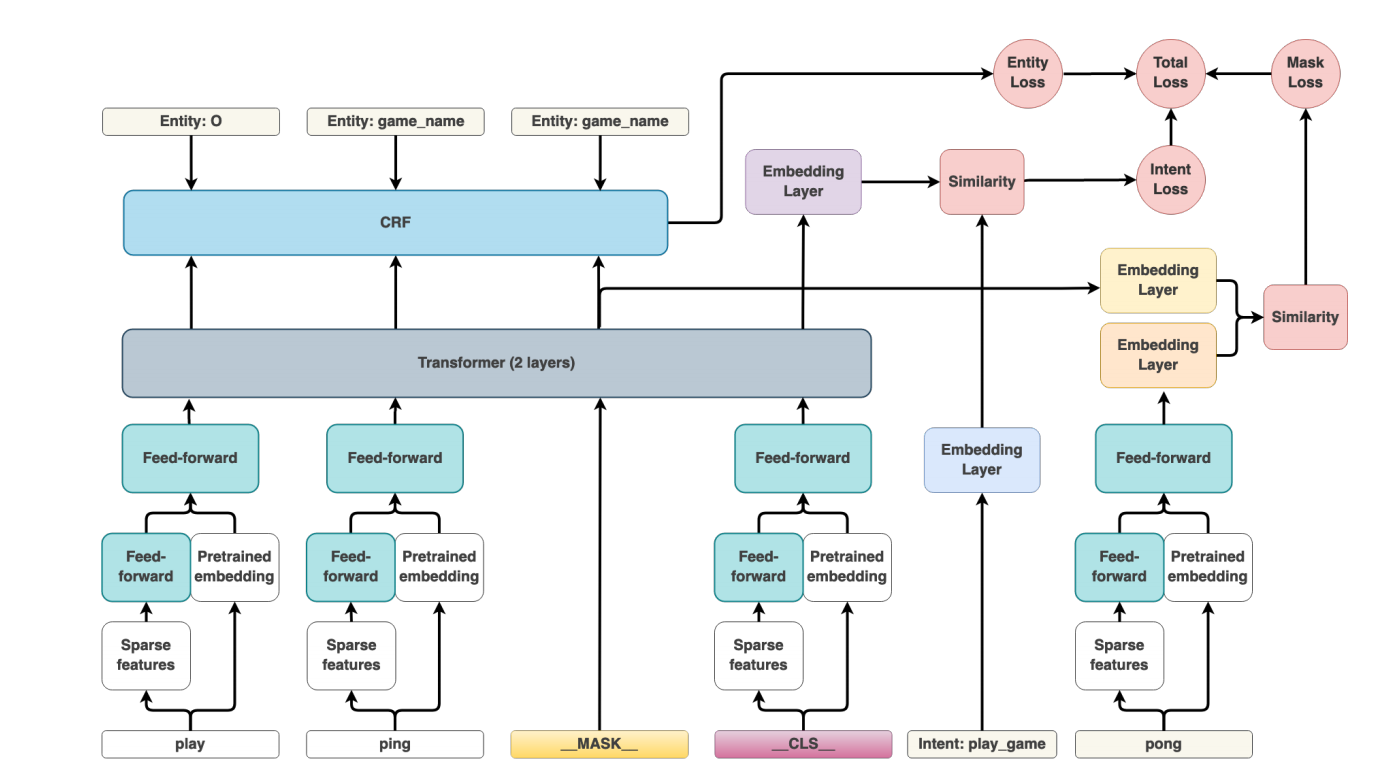 Entity
Loss
Total
Loss
Mask
Loss
Entity: O
Entity: game_name
Entity: game_name
Embedding
Layer
Similarity
Intent
Loss
CRF
Embedding
Layer
Similarity
Embedding
Layer
Transformer (2 layers)
Feed-forward
Feed-forward
Feed-forward
Embedding
Layer
Feed-forward
Feed-
forward
Pretrained
embedding
Feed-
forward
Pretrained
embedding
Feed-
forward
Pretrained
embedding
Feed-
forward
Pretrained
embedding
Sparse
features
Sparse
features
Sparse
features
Sparse
features
play
ping
__MASK__
__CLS__
Intent: play_game
pong